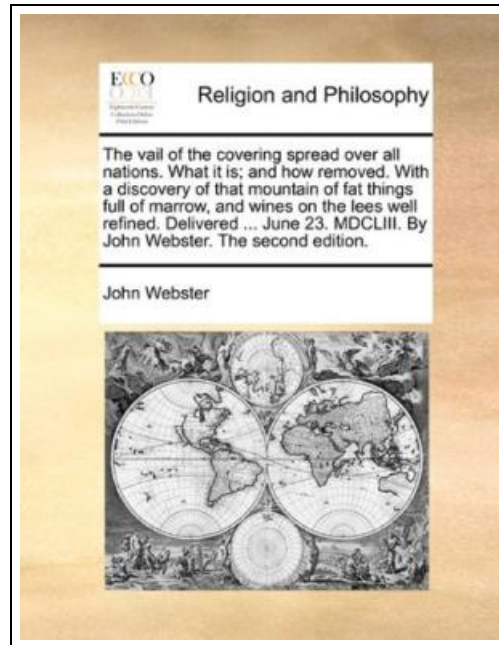 ECCO
Religion and Philosophy
The vail of the covering spread over all
nations. What it is; and how removed. With
a discovery of that mountain of fat things
full of marrow, and wines on the lees well
refined. Delivered ... June 23. MDCLIII. By
John Webster. The second edition.
John Webster